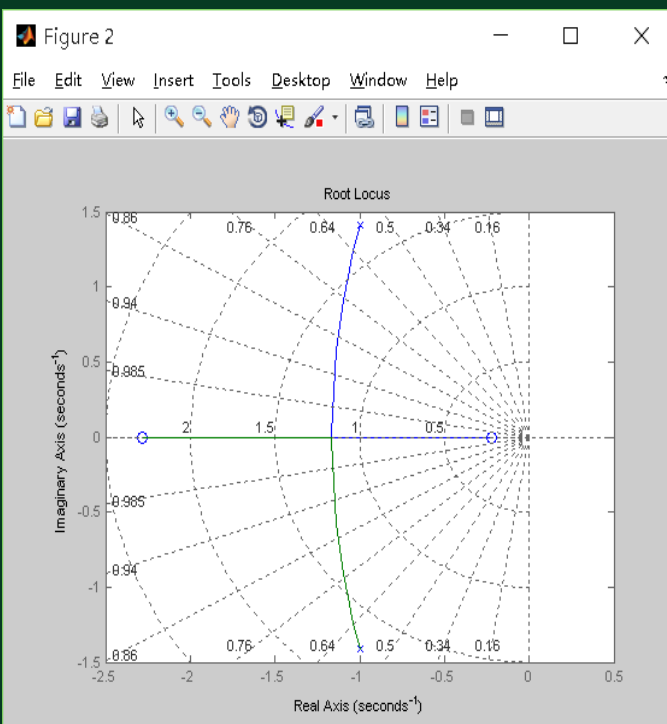 Figure 2
File Edit View Insert Tools Desktop Window Help
Root Locus
1.5
0.86
0.76 0.64 0.5 0.34 0.16
1
0.94
0.5
0.985
2 1.5 1 0.5
0
0.985
-0.5
0.94
-1
0.76 0.64 0.5 0.34 0.16
0.86
-1.5
-2.5 -2 -1.5 -1 -0.5 0 0.5
Imaginary Axis (seconds⁻¹)
Real Axis (seconds⁻¹)